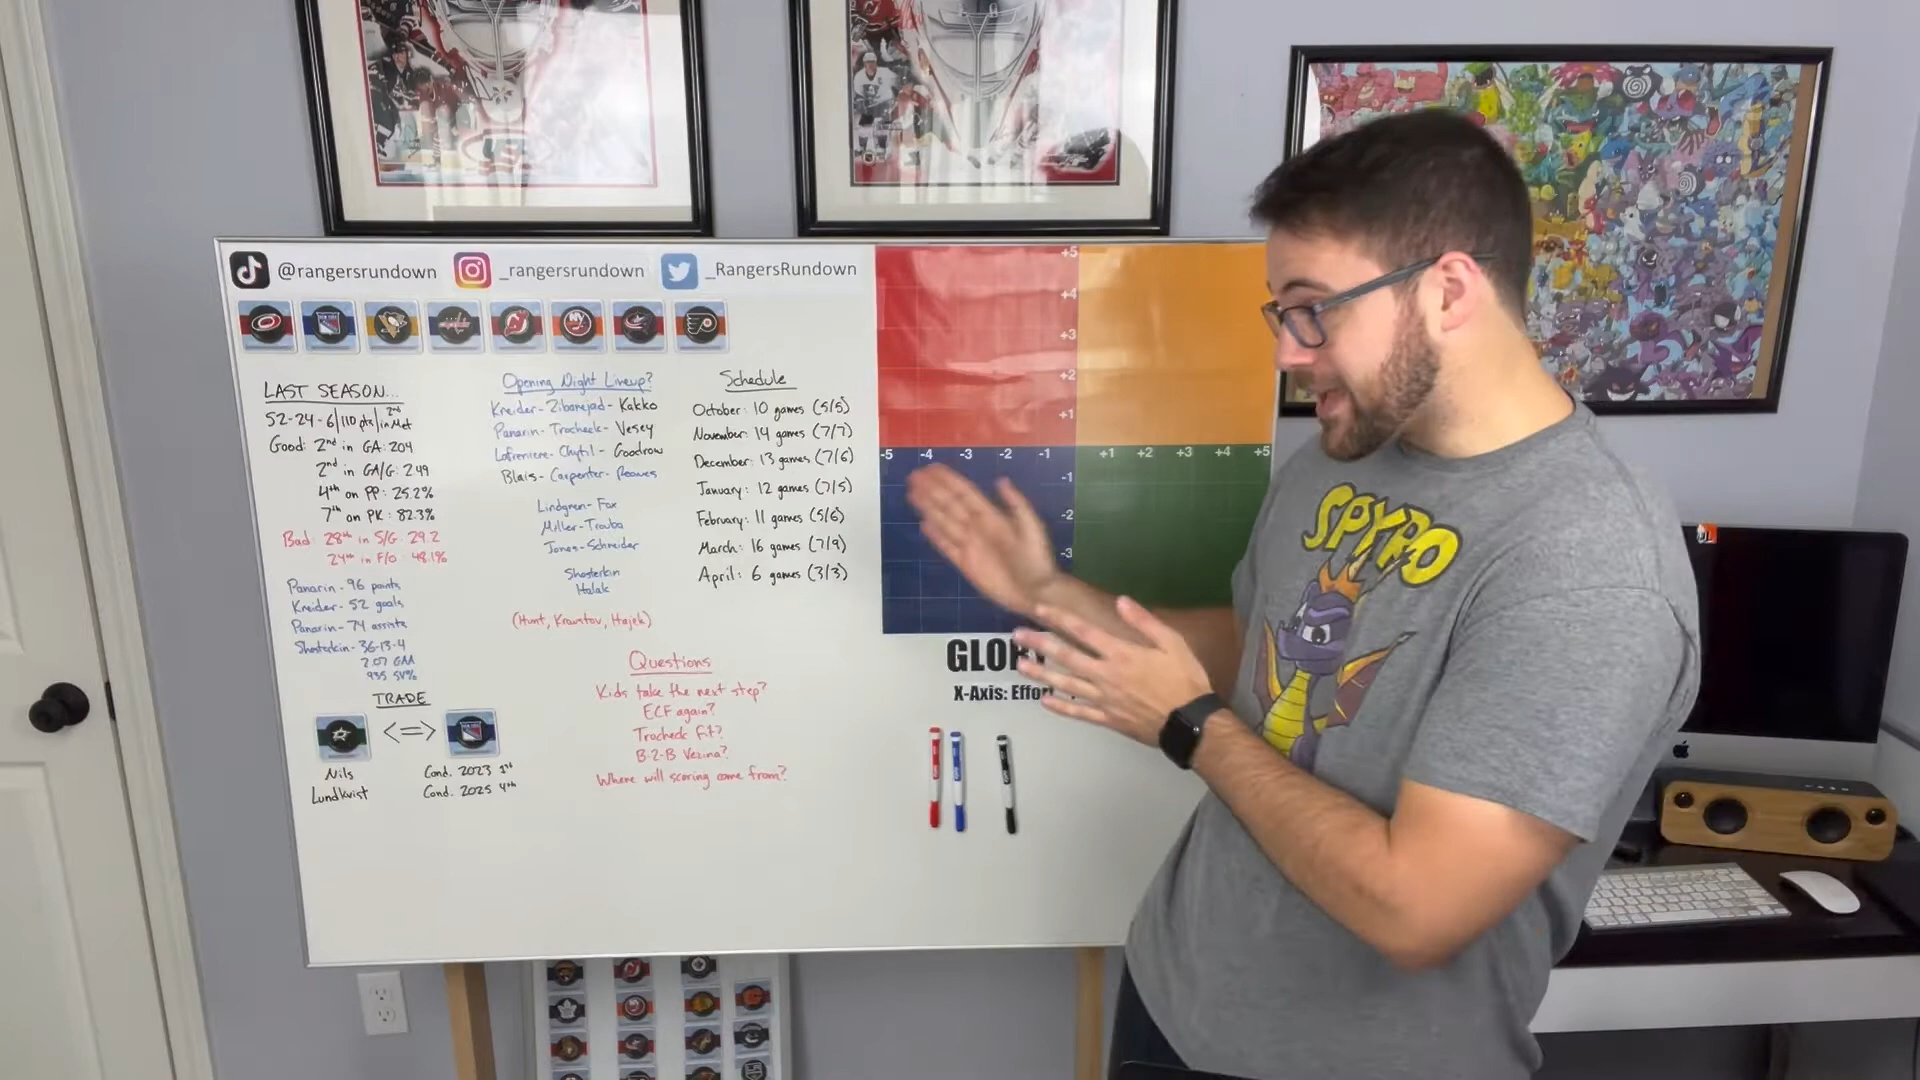 @rangersrundown
_rangersrundown
_RangersRundown
LAST SEASON...
52-24-6/110 pts/2nd in Met
Good: 2nd in GA: 204
2nd in GA/G: 2.49
4th on PP: 25.2%
7th on PK: 82.3%
Bad: 28th in S/G: 29.2
24th in F/O: 48.1%
Panarin - 96 points
Kreider - 52 goals
Panarin - 74 assists
Shesterkin - 36-13-4
2.07 GAA
.935 SV%
TRADE
<=>
Nils
Lundkvist
Cond. 2023 1st
Cond. 2025 4th
Opening Night Lineup?
Kreider - Zibanejad - Kakko
Panarin - Trocheck - Vesey
Lafreniere - Chytil - Goodrow
Blais - Carpenter - Reaves
Lindgren - Fox
Miller - Trouba
Jones - Schneider
Shesterkin
Halak
(Hunt, Kravtsov, Hajek)
Questions
Kids take the next step?
ECF again?
Trocheck fit?
B-2-B Vezina?
Where will scoring come from?
Schedule
October: 10 games (5/5)
November: 14 games (7/7)
December: 13 games (7/6)
January: 12 games (7/5)
February: 11 games (5/6)
March: 16 games (7/9)
April: 6 games (3/3)
+5
+4
+3
+2
+1
-5 -4 -3 -2 -1 +1 +2 +3 +4 +5
-1
-2
-3
GLORY
X-Axis: Effort
SPYRO